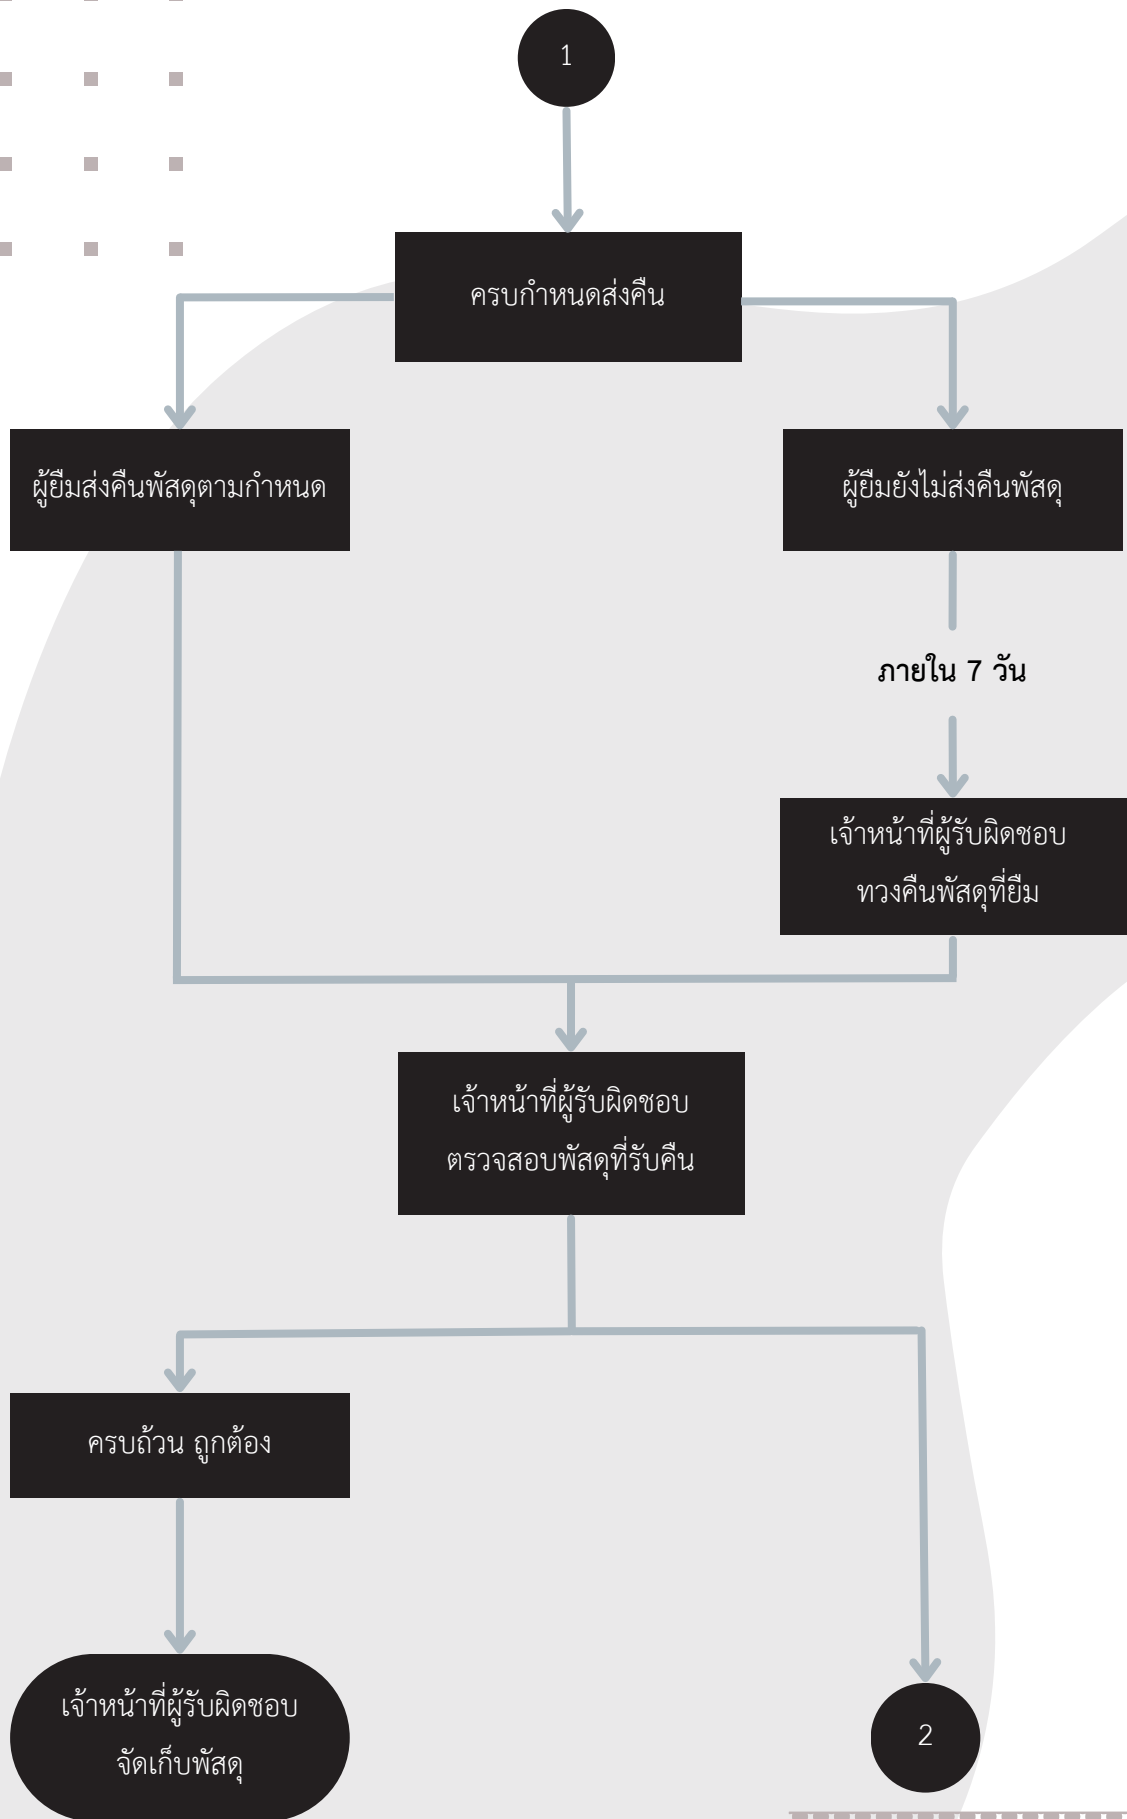 1
ครบกำหนดส่งคืน
ผู้ยืมส่งคืนพัสดุตามกำหนด
ผู้ยืมยังไม่ส่งคืนพัสดุ
ภายใน 7 วัน
เจ้าหน้าที่ผู้รับผิดชอบ
ทวงคืนพัสดุที่ยืม
เจ้าหน้าที่ผู้รับผิดชอบ
ตรวจสอบพัสดุที่รับคืน
ครบถ้วน ถูกต้อง
เจ้าหน้าที่ผู้รับผิดชอบ
จัดเก็บพัสดุ
2